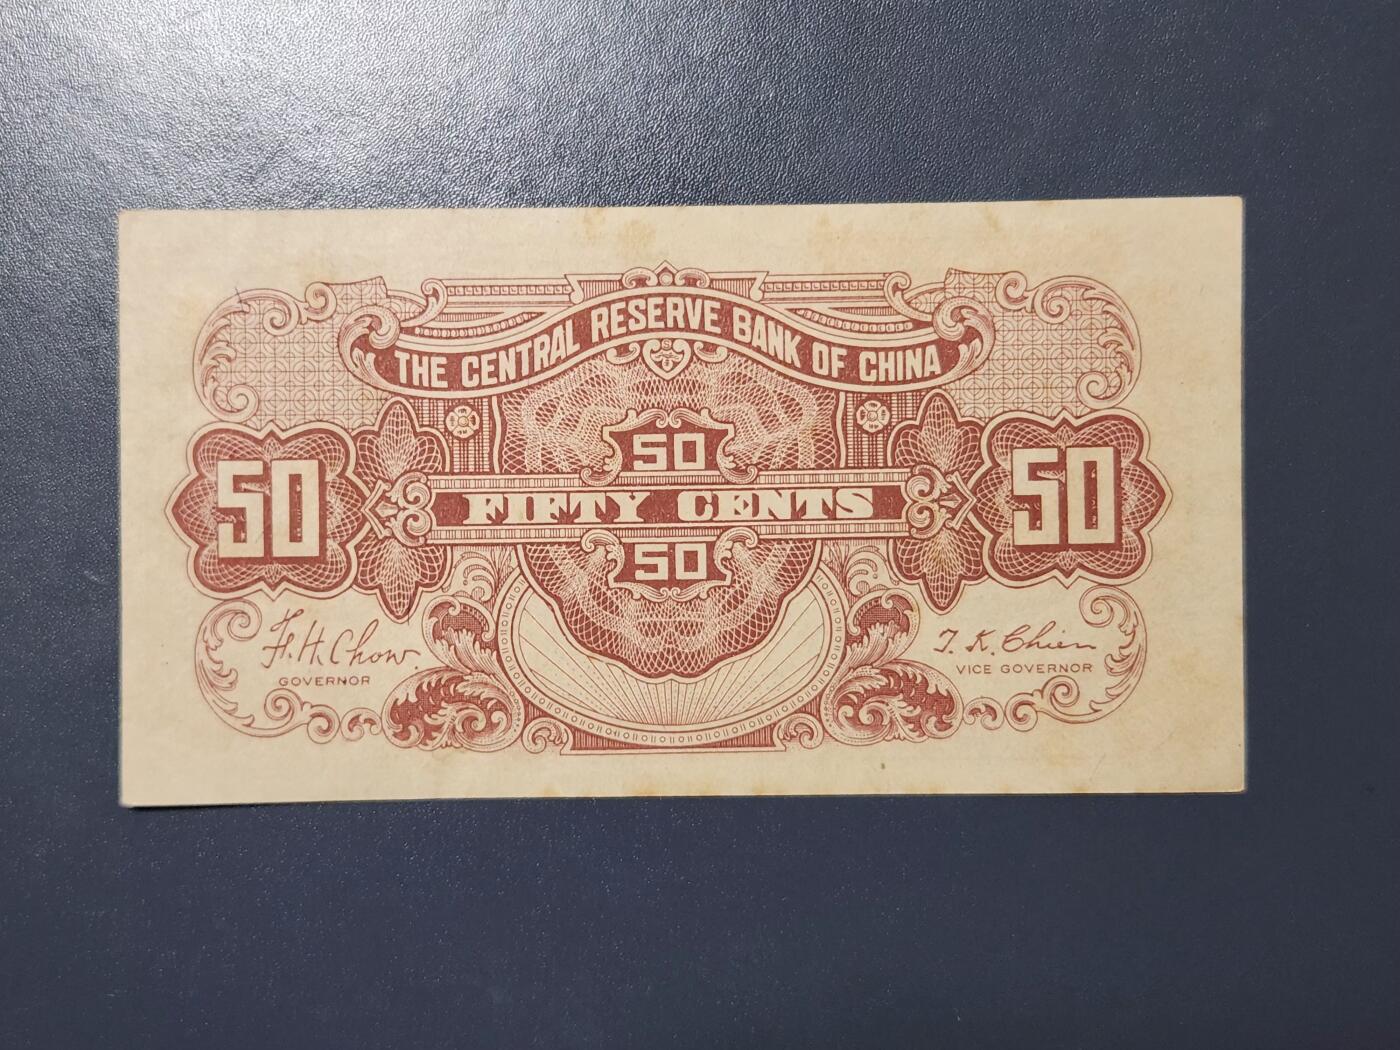 THE CENTRAL RESERVE BANK OF CHINA
50
50 FIFTY CENTS 50
50
F.H. Chow.
GOVERNOR
T. K. Chien
VICE GOVERNOR